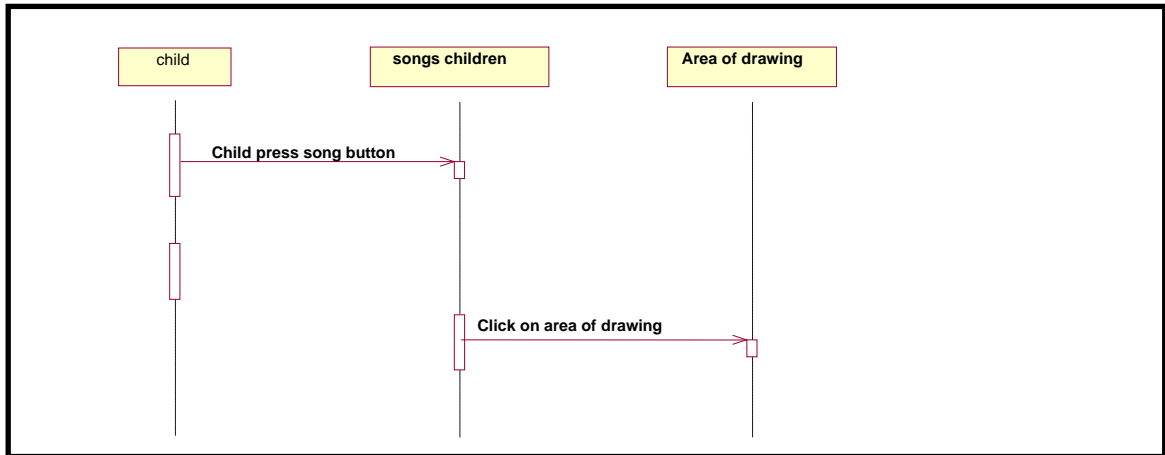 child
songs children
Area of drawing
Child press song button
Click on area of drawing